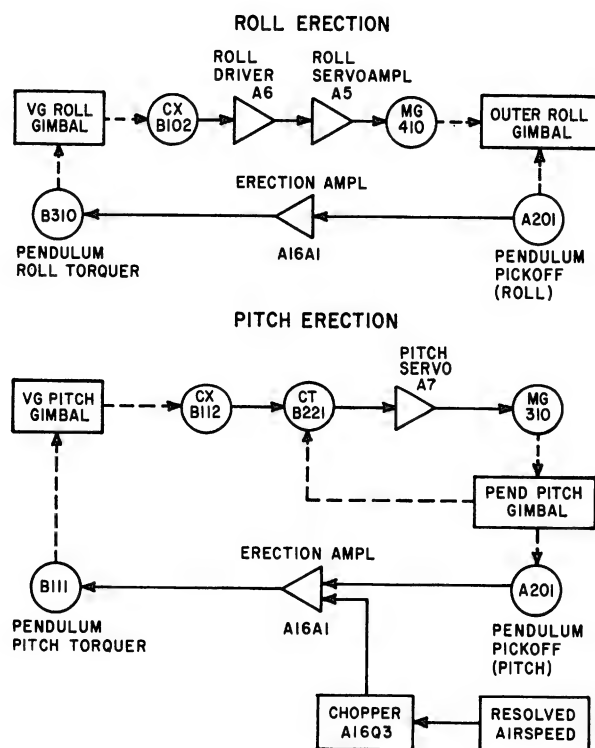 ROLL ERECTION
ROLL
DRIVER
A6
ROLL
SERVOAMPL
A5
VG ROLL
GIMBAL
CX
B102
MG
410
OUTER ROLL
GIMBAL
ERECTION AMPL
B310
A16A1
A201
PENDULUM
ROLL TORQUER
PENDULUM
PICKOFF
(ROLL)
PITCH ERECTION
PITCH
SERVO
A7
VG PITCH
GIMBAL
CX
B112
CT
B221
MG
310
PEND PITCH
GIMBAL
ERECTION AMPL
B111
A16A1
A201
PENDULUM
PITCH TORQUER
PENDULUM
PICKOFF
(PITCH)
CHOPPER
A16Q3
RESOLVED
AIRSPEED